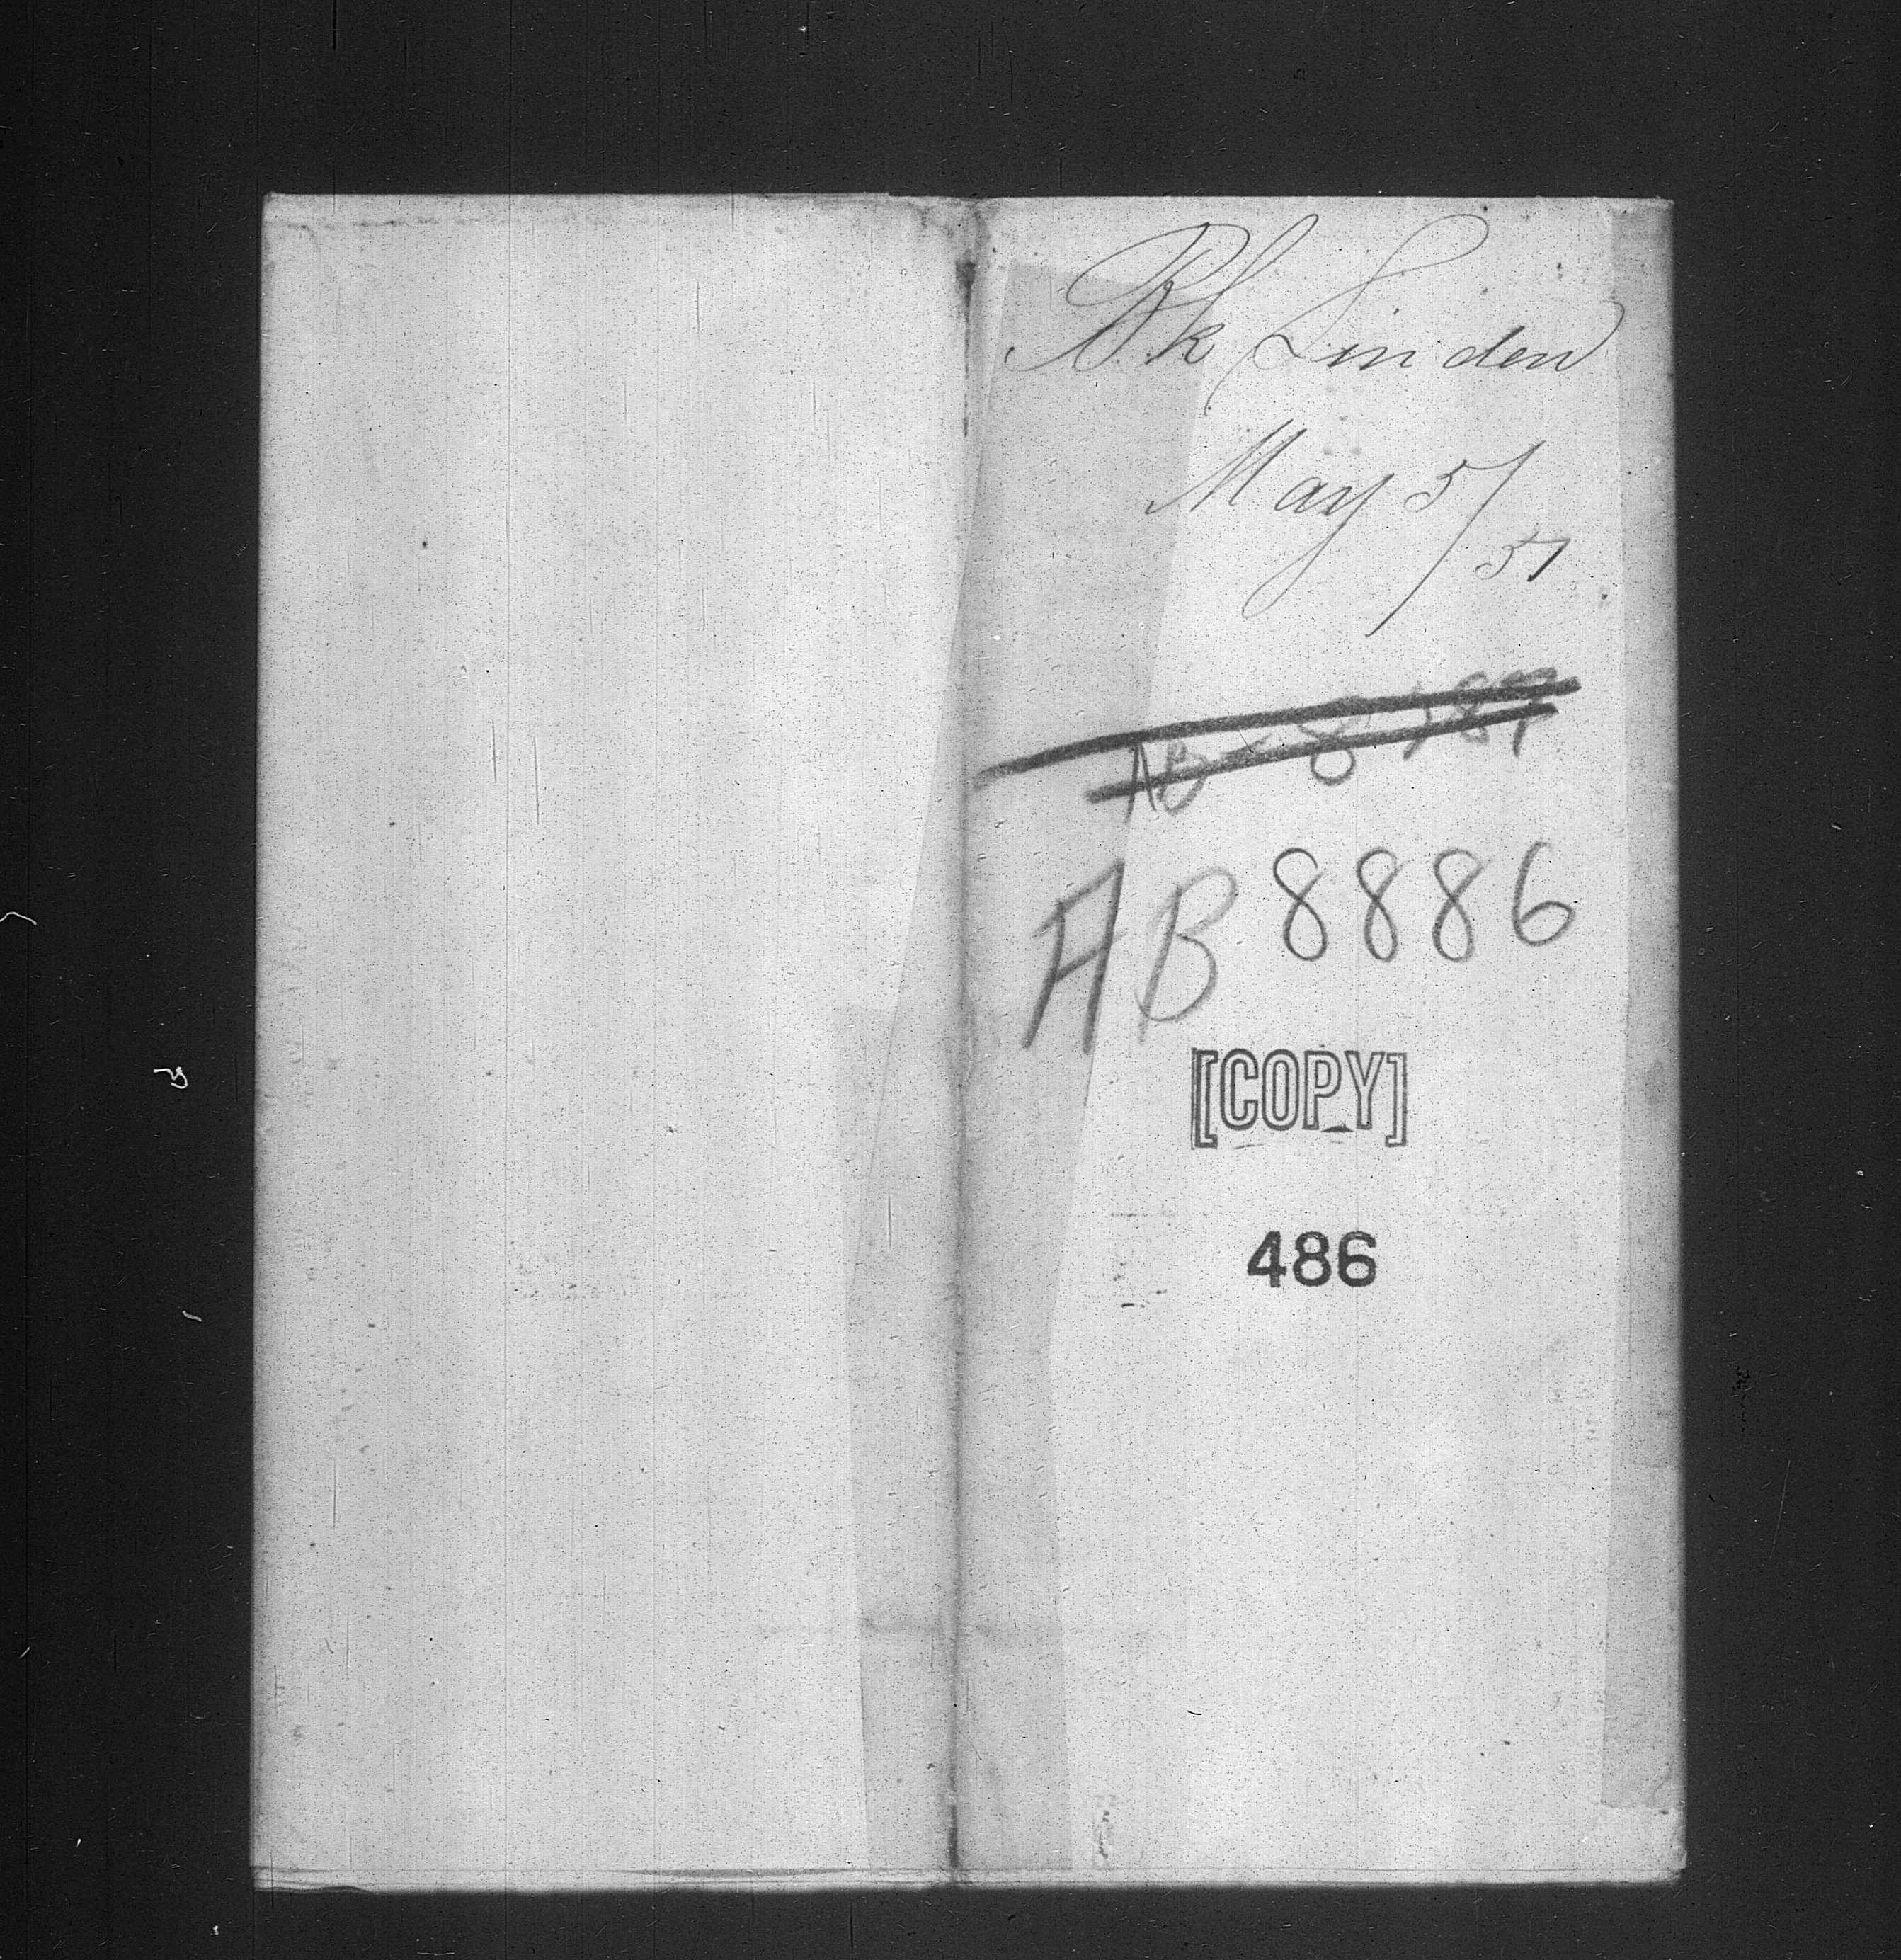 Bk Linden
May 5/
51
AB 8886
[COPY]
486